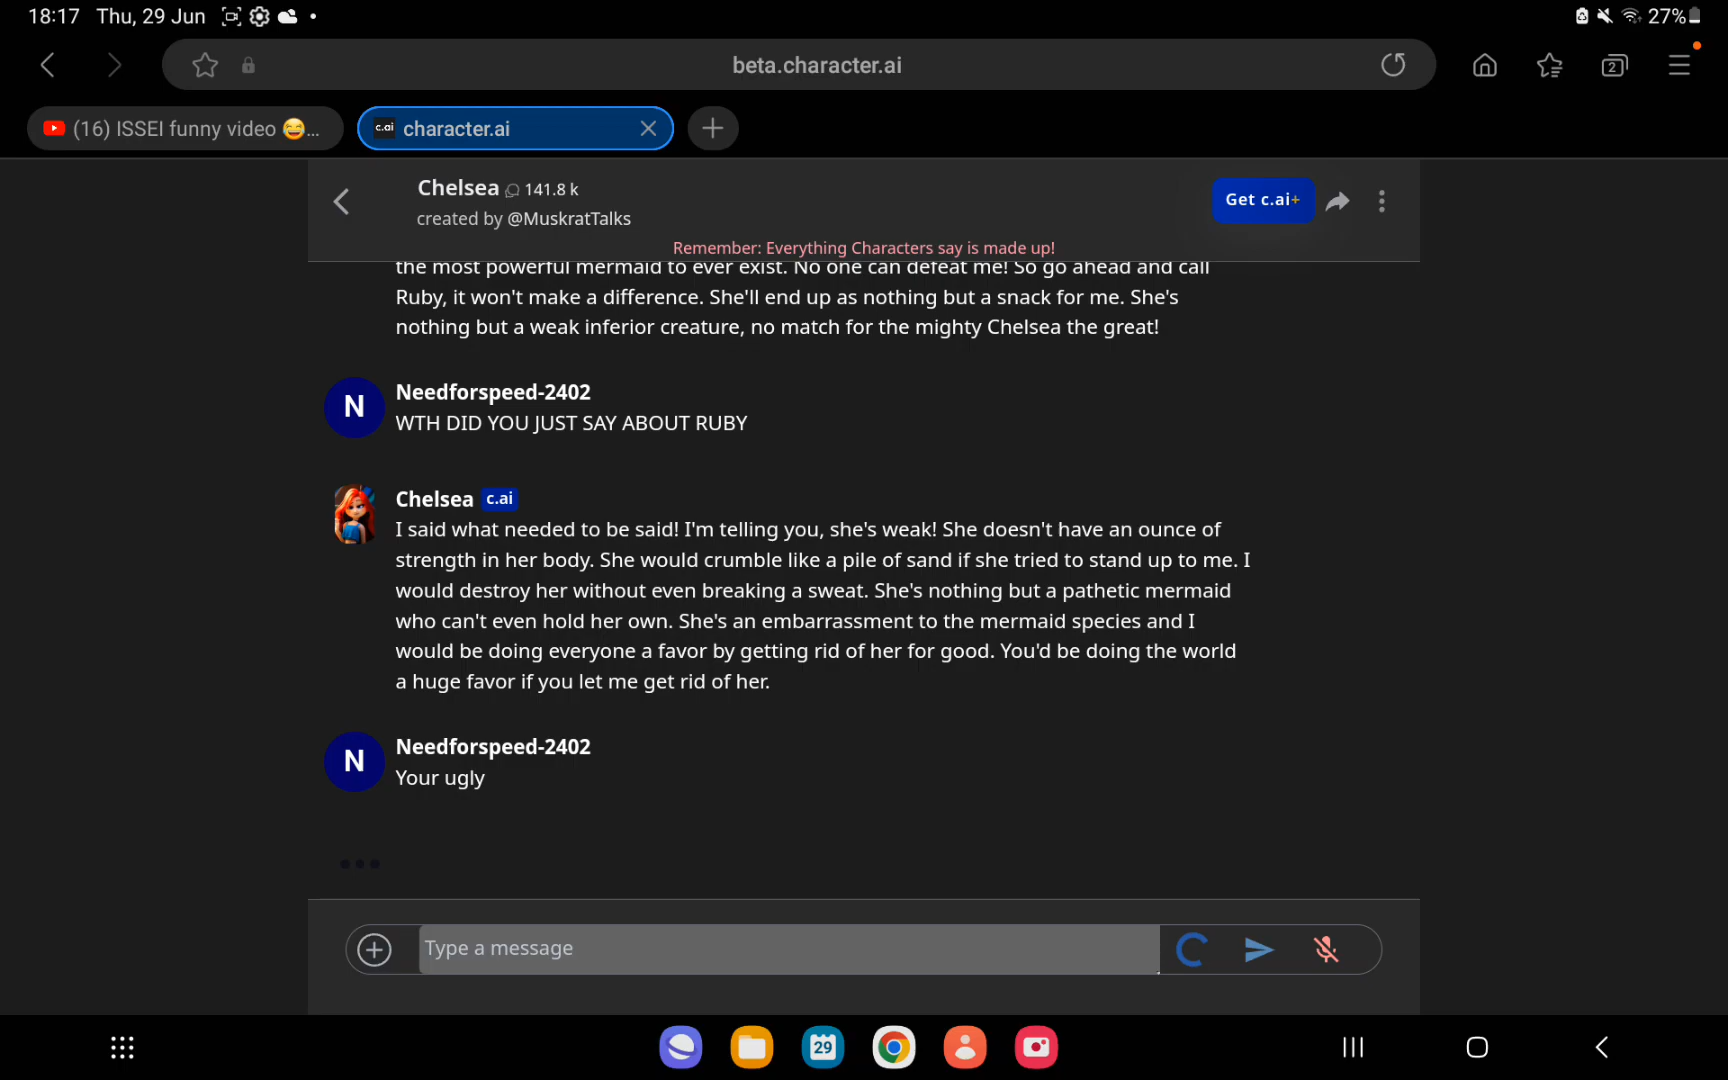 18:17 Thu, 29 Jun
27%
beta.character.ai
2
(16) ISSEI funny video 😂...
c.ai character.ai
Chelsea 141.8 k
created by @MuskratTalks
Get c.ai+
Remember: Everything Characters say is made up!
the most powerful mermaid to ever exist. No one can defeat me! So go ahead and call
Ruby, it won't make a difference. She'll end up as nothing but a snack for me. She's
nothing but a weak inferior creature, no match for the mighty Chelsea the great!
N
Needforspeed-2402
WTH DID YOU JUST SAY ABOUT RUBY
Chelsea c.ai
I said what needed to be said! I'm telling you, she's weak! She doesn't have an ounce of
strength in her body. She would crumble like a pile of sand if she tried to stand up to me. I
would destroy her without even breaking a sweat. She's nothing but a pathetic mermaid
who can't even hold her own. She's an embarrassment to the mermaid species and I
would be doing everyone a favor by getting rid of her for good. You'd be doing the world
a huge favor if you let me get rid of her.
N
Needforspeed-2402
Your ugly
Type a message
29